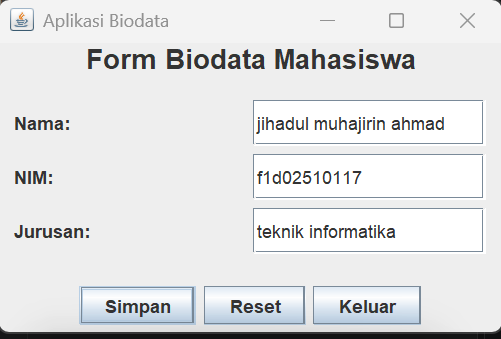 Aplikasi Biodata
Form Biodata Mahasiswa
Nama: jihadul muhajirin ahmad
NIM: f1d02510117
Jurusan: teknik informatika
Simpan Reset Keluar